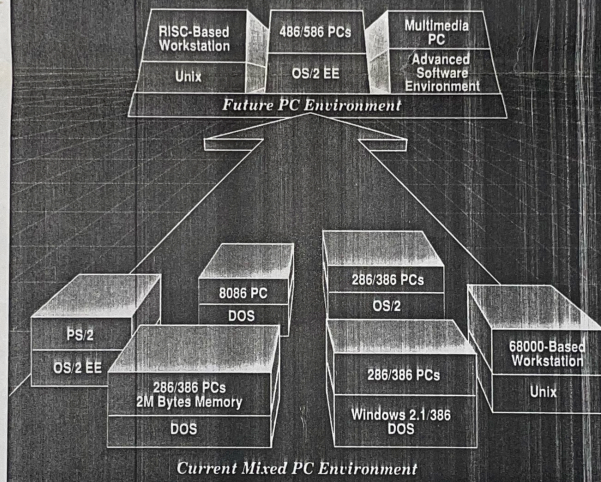 RISC-Based
Workstation
Unix
486/586 PCs
OS/2 EE
Multimedia
PC
Advanced
Software
Environment
Future PC Environment
8086 PC
DOS
286/386 PCs
OS/2
PS/2
OS/2 EE
286/386 PCs
2M Bytes Memory
DOS
286/386 PCs
Windows 2.1/386
DOS
68000-Based
Workstation
Unix
Current Mixed PC Environment